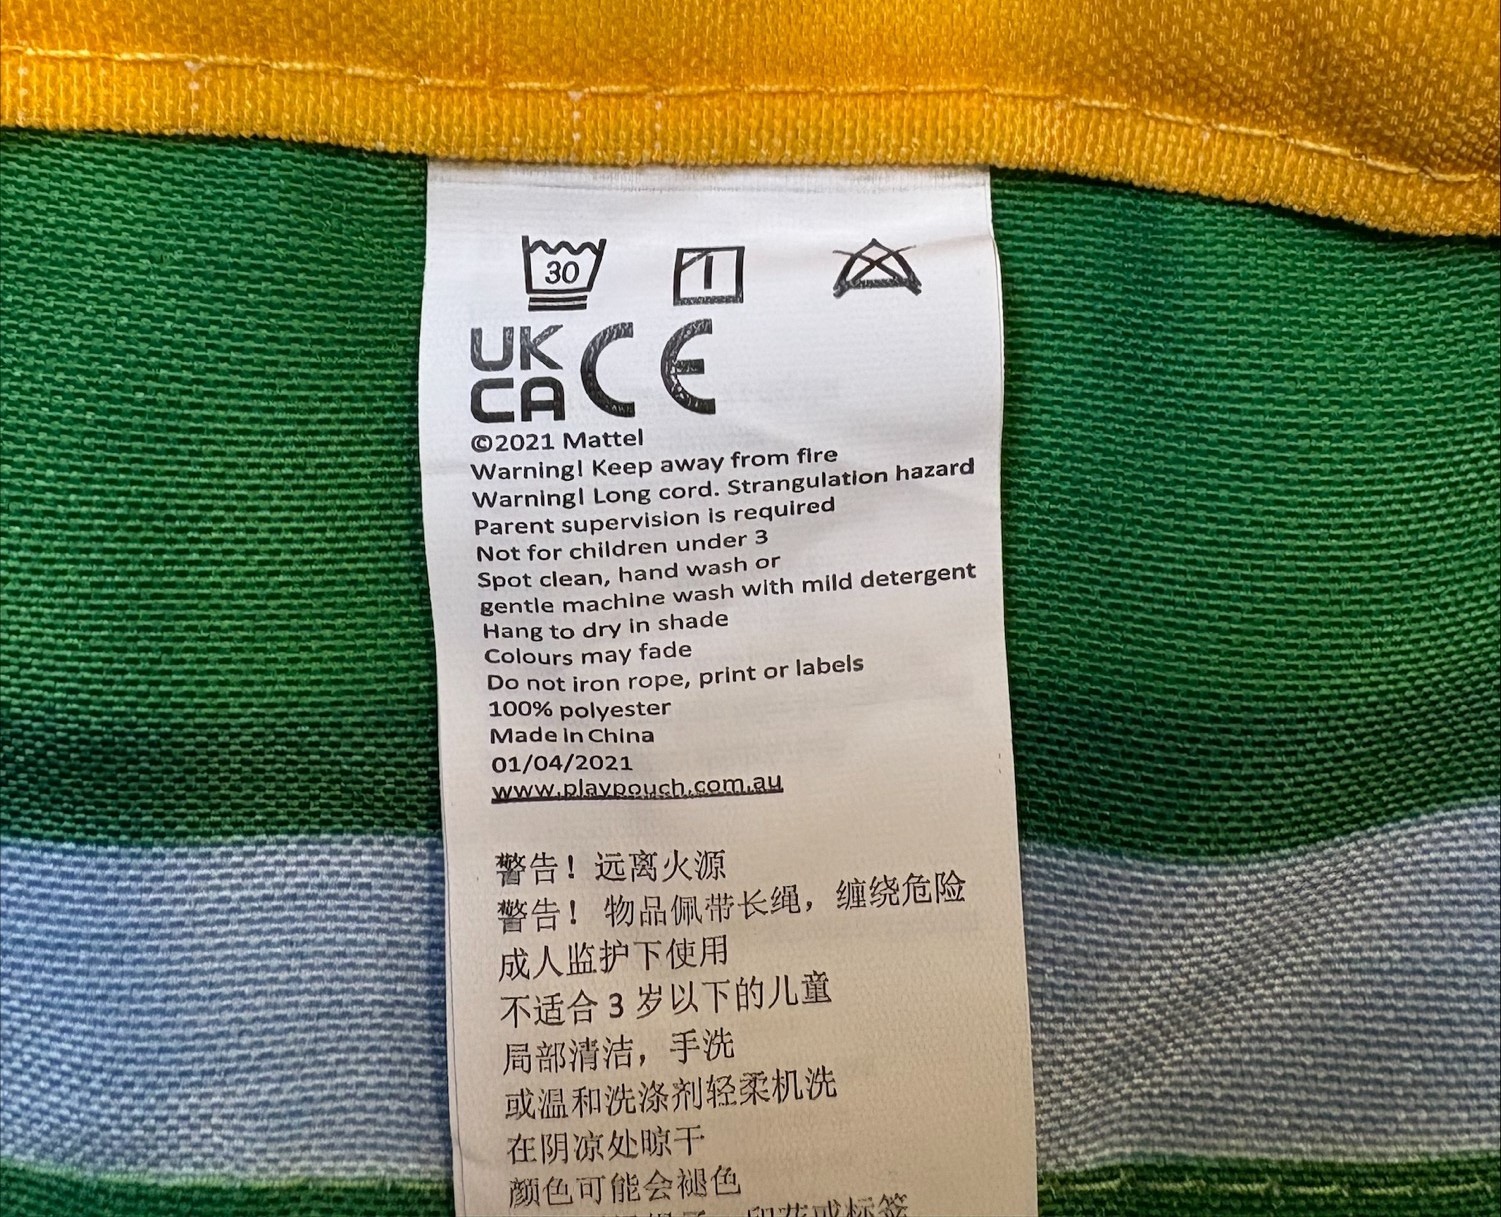 30
UK
CA CE
©2021 Mattel
Warning! Keep away from fire
Warning! Long cord. Strangulation hazard
Parent supervision is required
Not for children under 3
Spot clean, hand wash or
gentle machine wash with mild detergent
Hang to dry in shade
Colours may fade
Do not iron rope, print or labels
100% polyester
Made in China
01/04/2021
www.playpouch.com.au
警告！远离火源
警告！物品佩带长绳，缠绕危险
成人监护下使用
不适合 3 岁以下的儿童
局部清洁，手洗
或温和洗涤剂轻柔机洗
在阴凉处晾干
颜色可能会褪色
印花或标签